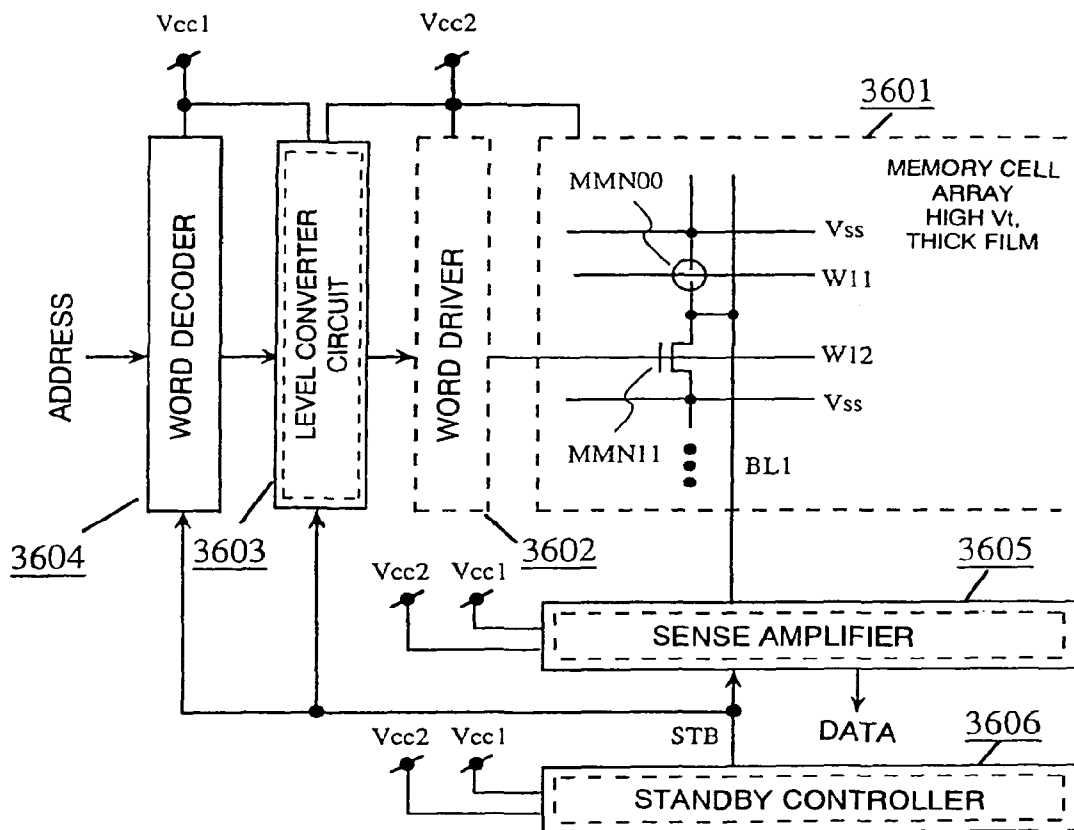 Vcc1
Vcc2
3601
MEMORY CELL
ARRAY
HIGH Vt,
THICK FILM
MMN00
Vss
W11
ADDRESS
WORD DECODER
LEVEL CONVERTER
CIRCUIT
WORD DRIVER
W12
Vss
MMN11
BL1
3604
3603
3602
3605
Vcc2
Vcc1
SENSE AMPLIFIER
STB
DATA
3606
Vcc2
Vcc1
STANDBY CONTROLLER